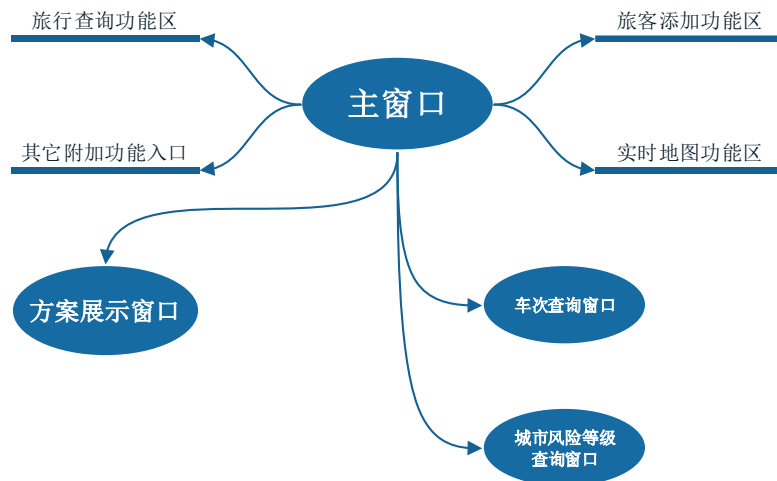 旅行查询功能区
旅客添加功能区
主窗口
其它附加功能入口
实时地图功能区
方案展示窗口
车次查询窗口
城市风险等级
查询窗口